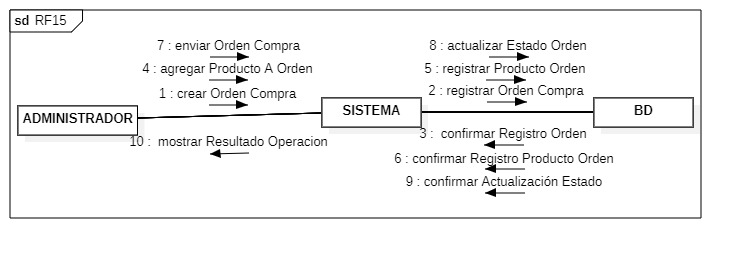 sd RF15
7 : enviar Orden Compra
8 : actualizar Estado Orden
4 : agregar Producto A Orden
5 : registrar Producto Orden
1 : crear Orden Compra
2 : registrar Orden Compra
ADMINISTRADOR
SISTEMA
BD
10 : mostrar Resultado Operacion
3 : confirmar Registro Orden
6 : confirmar Registro Producto Orden
9 : confirmar Actualización Estado